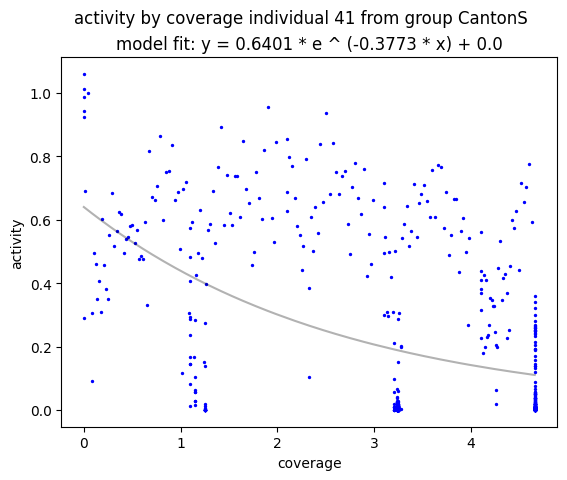 activity by coverage individual 41 from group CantonS
model fit: y = 0.6401 * e ^ (-0.3773 * x) + 0.0
1.0
0.8
0.6
0.4
0.2
0.0
activity
0 1 2 3 4
coverage